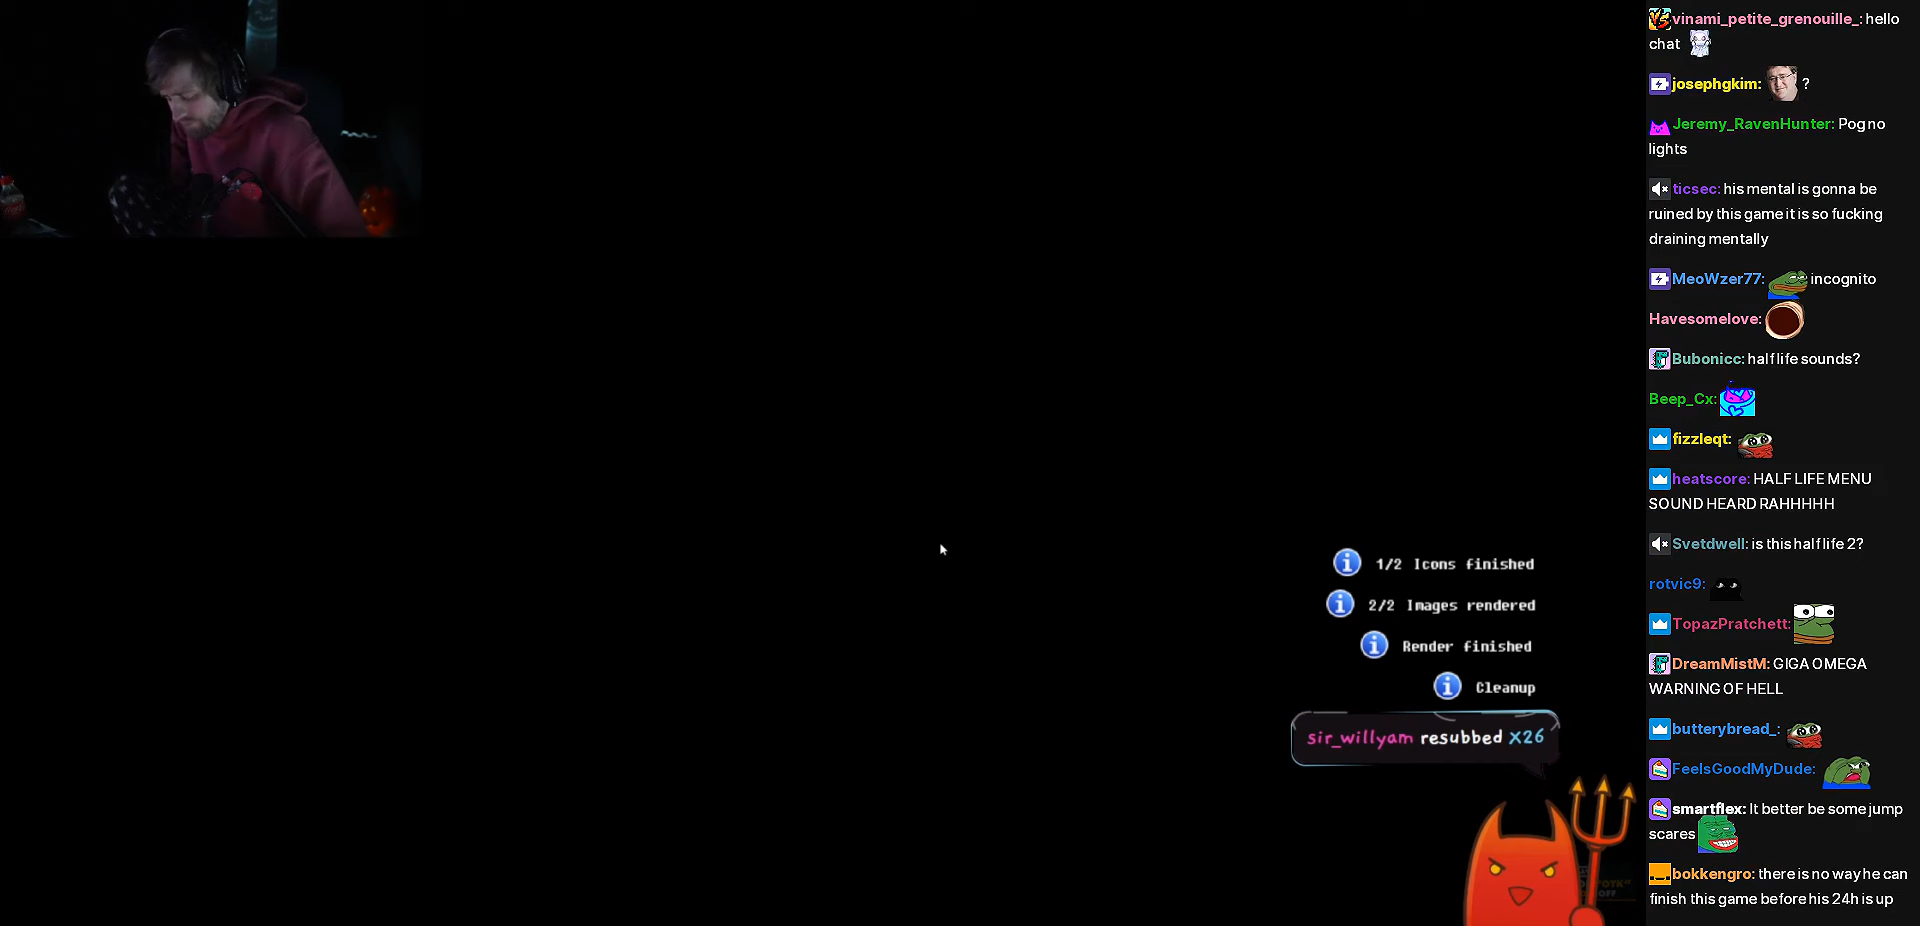 vinami_petite_grenouille_: hello
chat
josephgkim: ?
Jeremy_RavenHunter: Pog no
lights
ticsec: his mental is gonna be
ruined by this game it is so fucking
draining mentally
MeoWzer77: incognito
Havesomelove:
Bubonicc: half life sounds?
Beep_Cx:
fizzleqt:
heatscore: HALF LIFE MENU
SOUND HEARD RAHHHHH
Svetdwell: is this half life 2?
rotvic9:
TopazPratchett:
DreamMistM: GIGA OMEGA
WARNING OF HELL
butterybread_:
FeelsGoodMyDude:
smartflex: It better be some jump
scares
bokkengro: there is no way he can
finish this game before his 24h is up
1/2 Icons finished
2/2 Images rendered
Render finished
Cleanup
sir_willyam resubbed X26